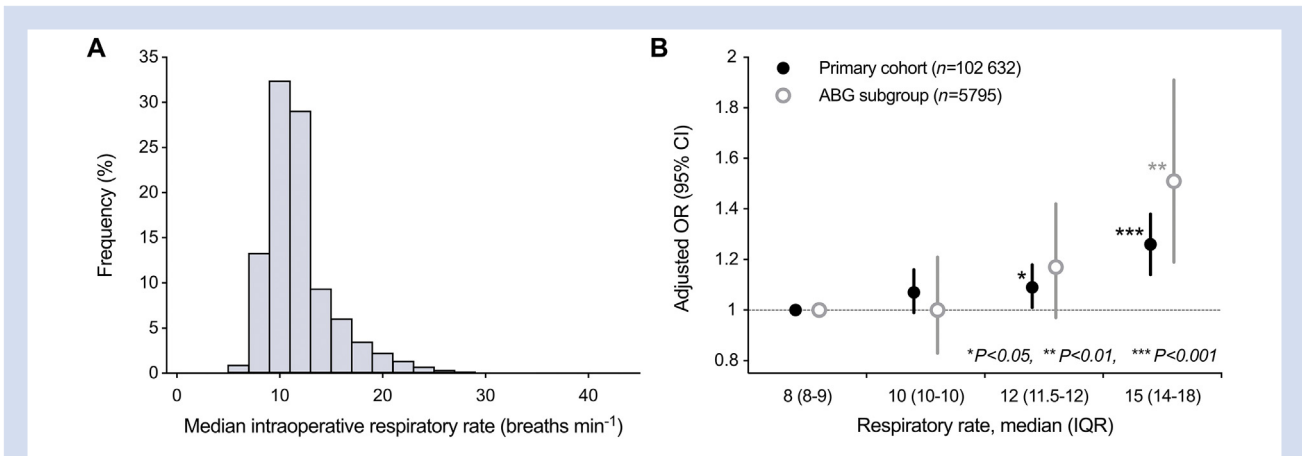 A
35
30
25
20
15
10
5
0
Frequency (%)
0 10 20 30 40
Median intraoperative respiratory rate (breaths min-1)
B
2
1.8
1.6
1.4
1.2
1
0.8
Adjusted OR (95% CI)
Primary cohort (n=102 632)
ABG subgroup (n=5795)
*
***
**
*P<0.05, **P<0.01, ***P<0.001
8 (8-9) 10 (10-10) 12 (11.5-12) 15 (14-18)
Respiratory rate, median (IQR)